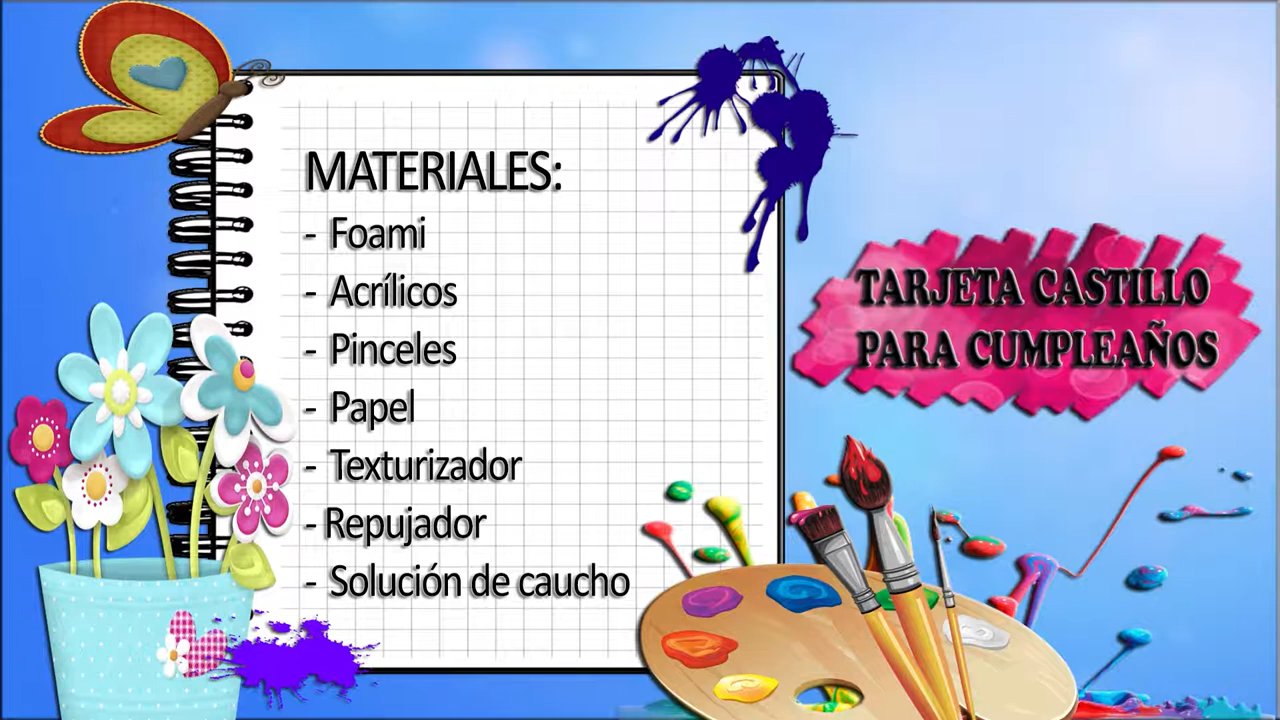 MATERIALES:
- Foami
- Acrílicos
- Pinceles
- Papel
- Texturizador
- Repujador
- Solución de caucho
TARJETA CASTILLO
PARA CUMPLEAÑOS